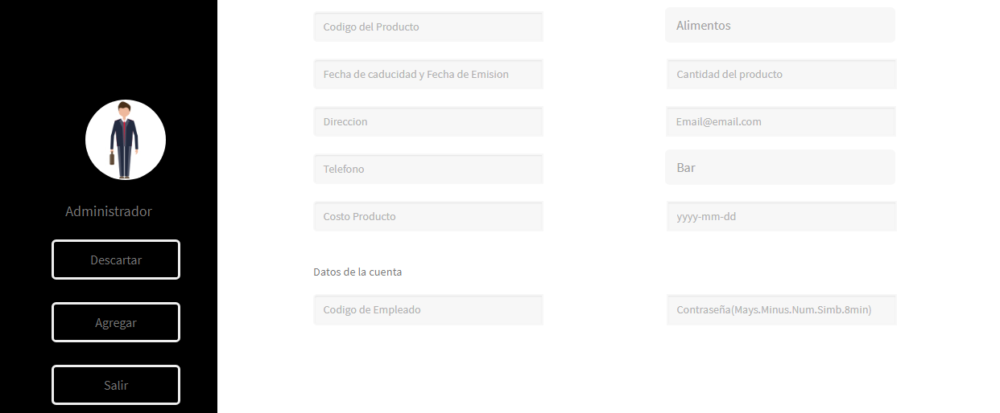 Administrador
Descartar
Agregar
Salir
Codigo del Producto
Alimentos
Fecha de caducidad y Fecha de Emision
Cantidad del producto
Direccion
Email@email.com
Telefono
Bar
Costo Producto
yyyy-mm-dd
Datos de la cuenta
Codigo de Empleado
Contraseña(Mays.Minus.Num.Simb.8min)